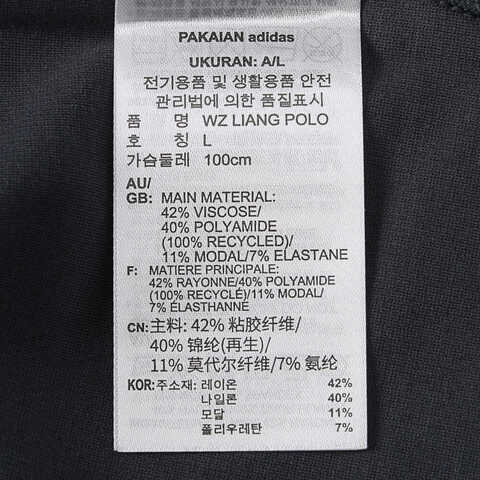 PAKAIAN adidas
UKURAN: A/L
전기용품 및 생활용품 안전
관리법에 의한 품질표시
품 명 WZ LIANG POLO
호 칭 L
가슴둘레 100cm
AU/
GB: MAIN MATERIAL:
42% VISCOSE/
40% POLYAMIDE
(100% RECYCLED)/
11% MODAL/7% ELASTANE
F: MATIERE PRINCIPALE:
42% RAYONNE/40% POLYAMIDE
(100% RECYCLE)/11% MODAL/
7% ELASTHANNE
CN: 主料: 42% 粘胶纤维/
40% 锦纶(再生)/
11% 莫代尔纤维/7% 氨纶
KOR: 주소재: 레이온 42%
나일론 40%
모달 11%
폴리우레탄 7%